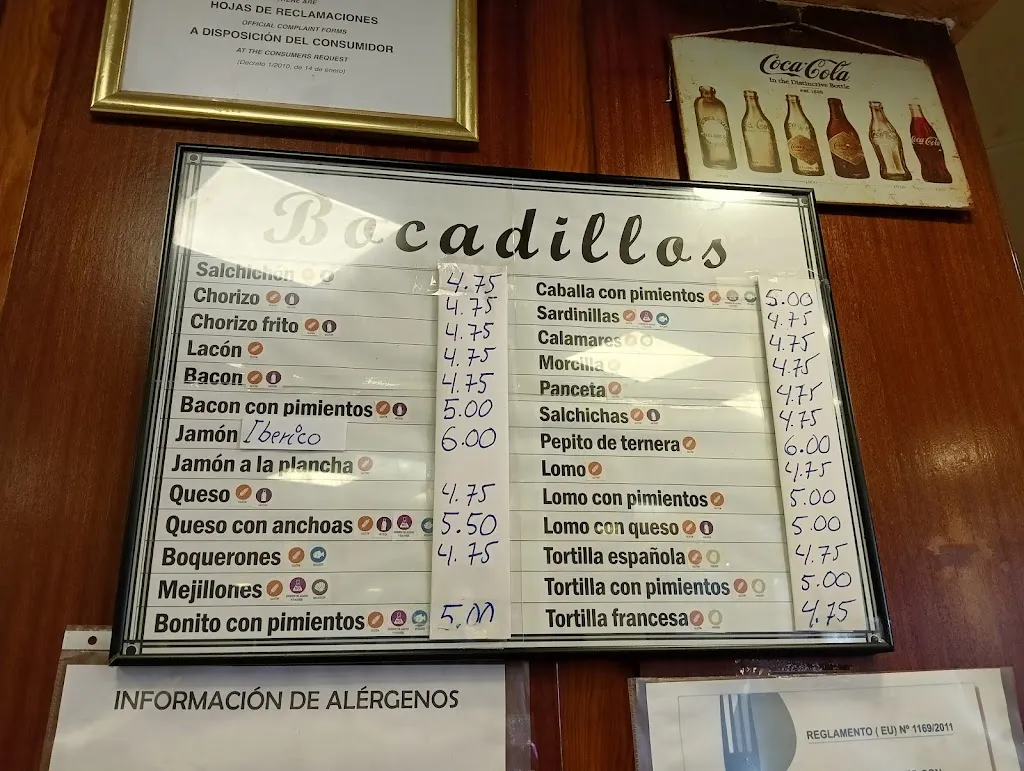 HOJAS DE RECLAMACIONES
OFFICIAL COMPLAINT FORMS
A DISPOSICIÓN DEL CONSUMIDOR
AT THE CONSUMERS REQUEST
(Decreto 1/2010, de 14 de enero)
Coca-Cola
In the Distinctive Bottle
Bocadillos
Salchichón 4.75
Chorizo 4.75
Chorizo frito 4.75
Lacón 4.75
Bacon 4.75
Bacon con pimientos 5.00
Jamón Iberico 6.00
Jamón a la plancha
Queso 4.75
Queso con anchoas 5.50
Boquerones 4.75
Mejillones
Bonito con pimientos 5.00
Caballa con pimientos 5.00
Sardinillas 4.75
Calamares 4.75
Morcilla 4.75
Panceta 4.75
Salchichas 4.75
Pepito de ternera 6.00
Lomo 4.75
Lomo con pimientos 5.00
Lomo con queso 5.00
Tortilla española 4.75
Tortilla con pimientos 5.00
Tortilla francesa 4.75
INFORMACIÓN DE ALÉRGENOS
REGLAMENTO ( EU) Nº 1169/2011